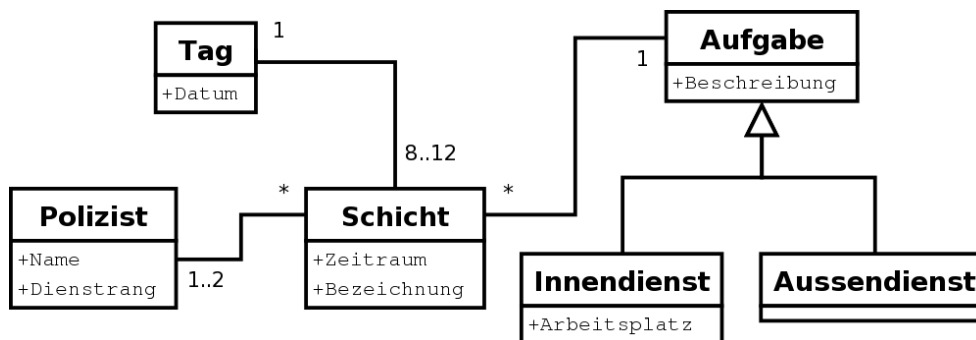 Tag
+Datum
1
8..12
Aufgabe
+Beschreibung
1
Polizist
+Name
+Dienstrang
1..2
*
Schicht
+Zeitraum
+Bezeichnung
*
Innendienst
+Arbeitsplatz
Aussendienst